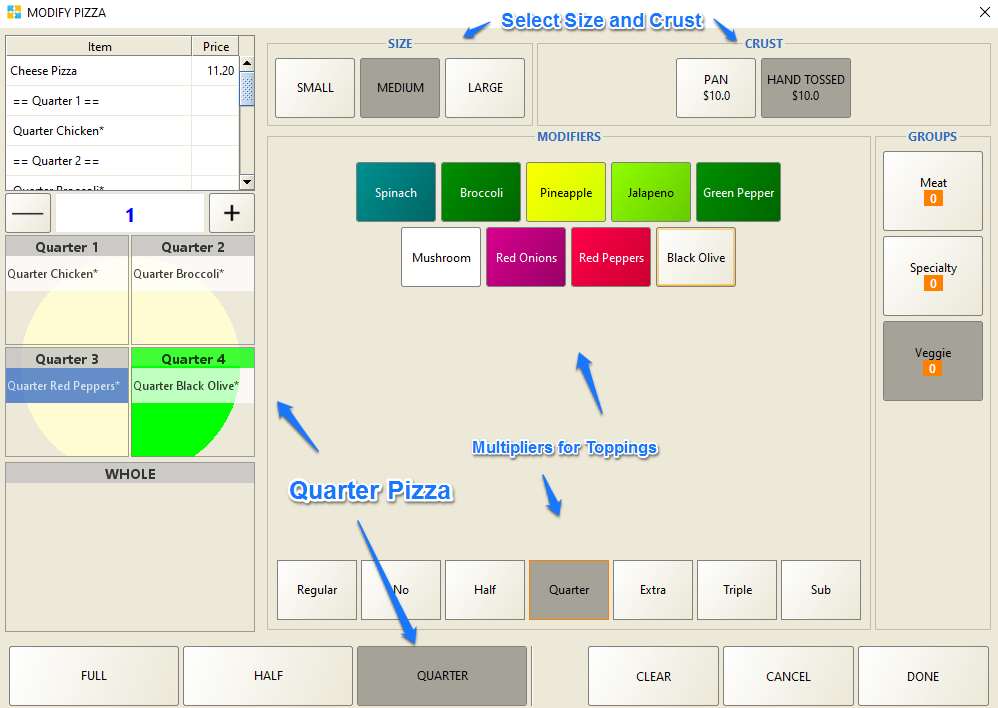 MODIFY PIZZA
Select Size and Crust
Item Price
Cheese Pizza 11.20
== Quarter 1 ==
Quarter Chicken*
== Quarter 2 ==
Quarter Broccoli*
1
Quarter 1 Quarter 2
Quarter Chicken* Quarter Broccoli*
Quarter 3 Quarter 4
Quarter Red Peppers* Quarter Black Olive*
WHOLE
SIZE
SMALL MEDIUM LARGE
CRUST
PAN
$10.0
HAND TOSSED
$10.0
MODIFIERS
Spinach Broccoli Pineapple Jalapeno Green Pepper
Mushroom Red Onions Red Peppers Black Olive
Multipliers for Toppings
Quarter Pizza
Regular No Half Quarter Extra Triple Sub
GROUPS
Meat
0
Specialty
0
Veggie
0
FULL HALF QUARTER CLEAR CANCEL DONE